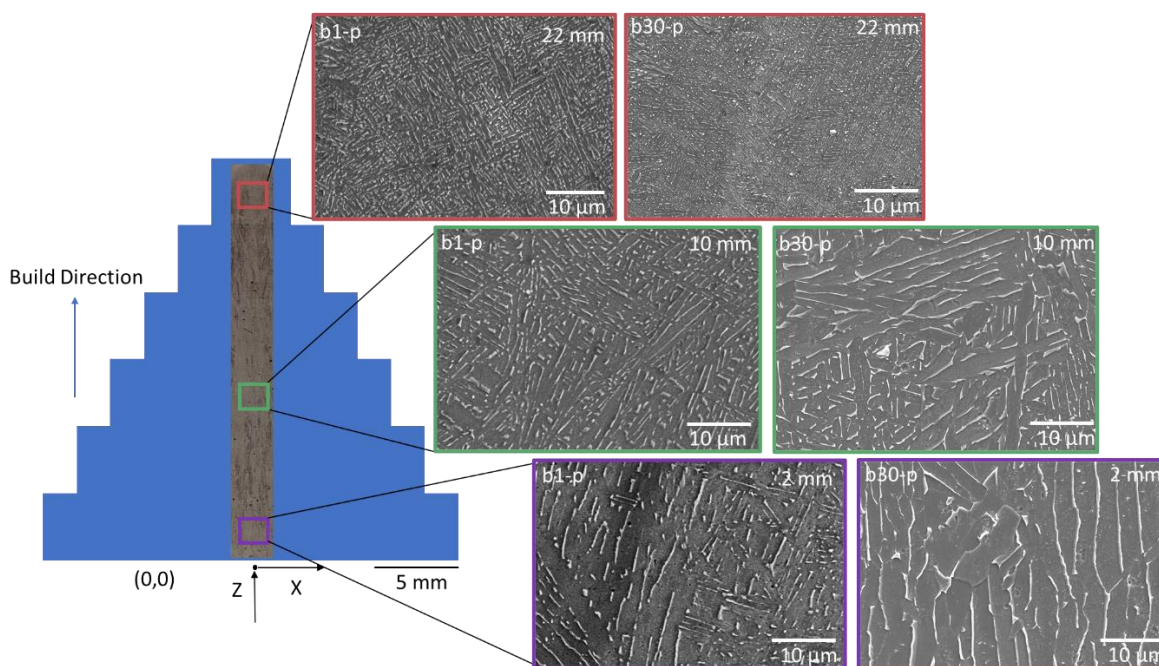 b1-p 22 mm
10 µm
b30-p 22 mm
10 µm
Build Direction
b1-p 10 mm
10 µm
b30-p 10 mm
10 µm
b1-p 2 mm
10 µm
b30-p 2 mm
10 µm
(0,0)
Z
X
5 mm